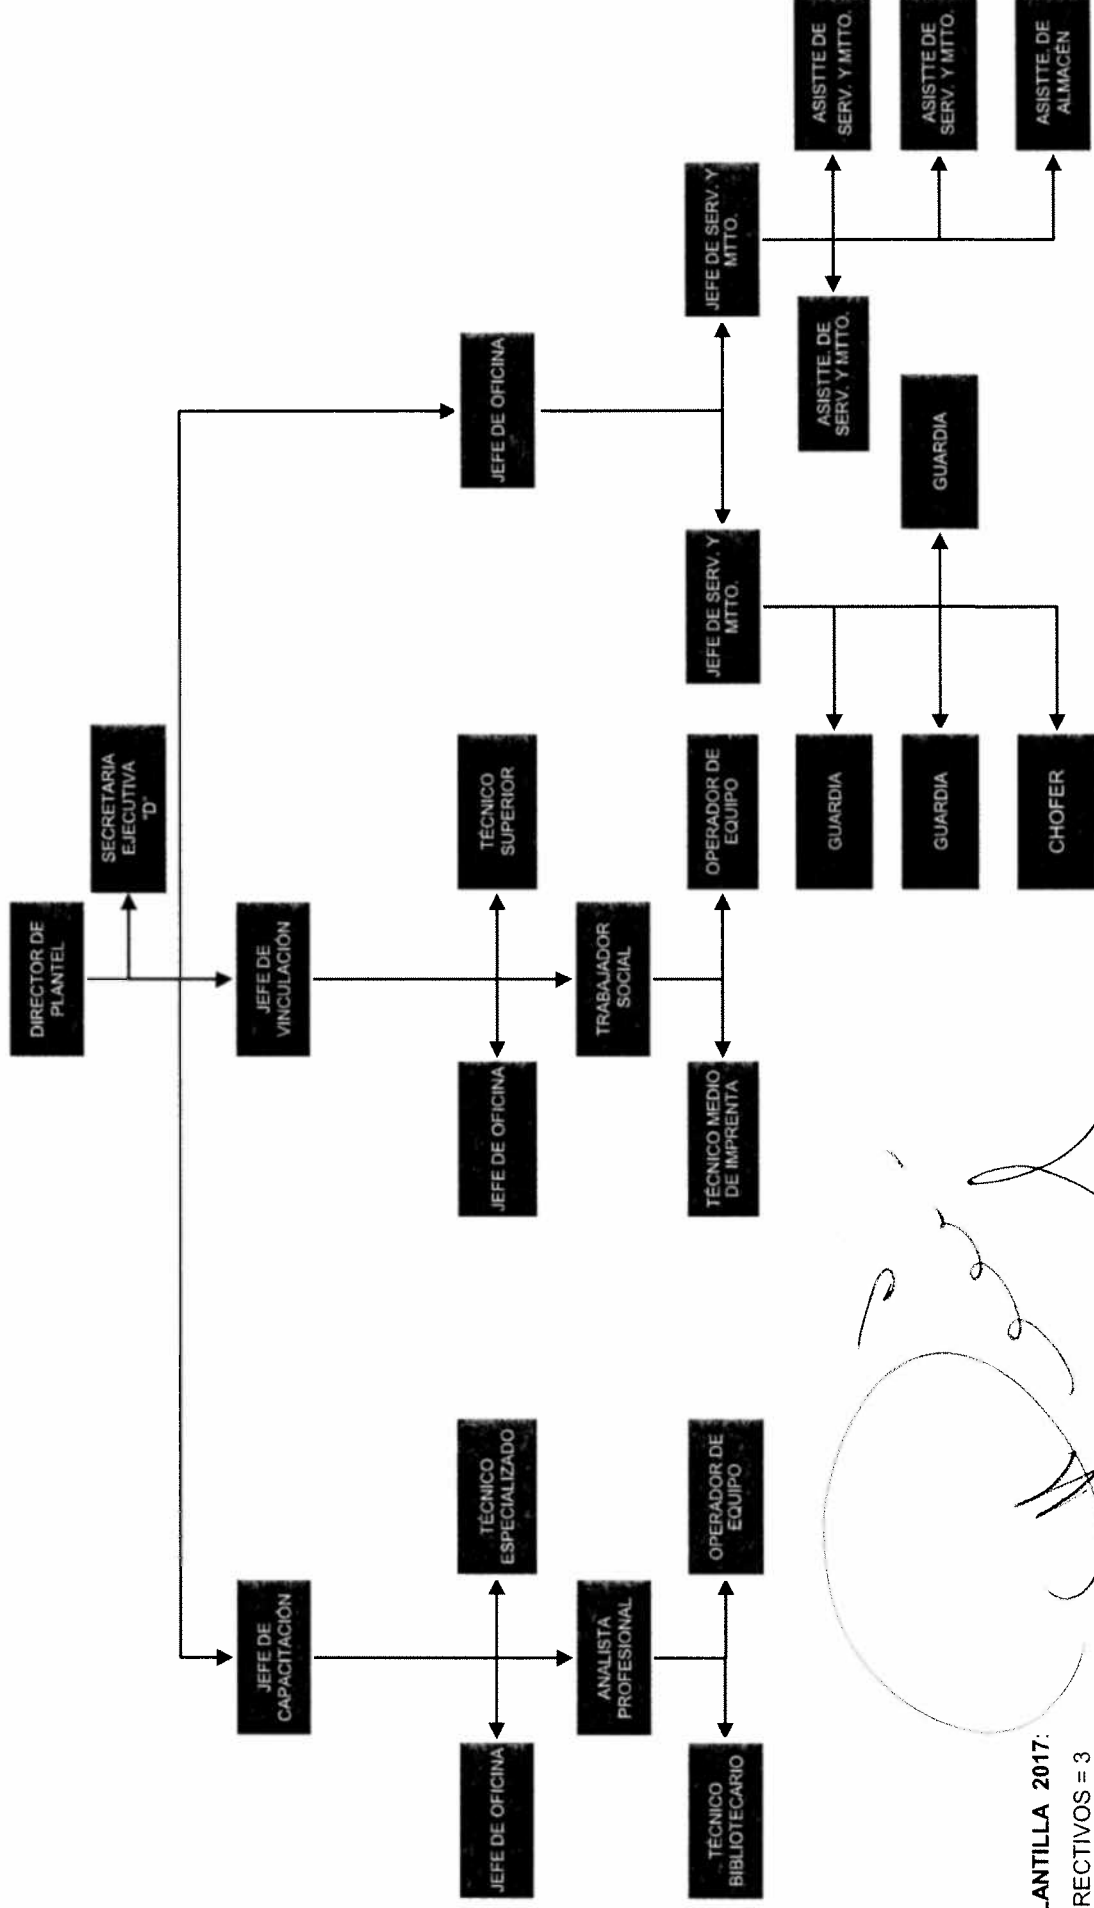 DIRECTOR DE
PLANTEL
SECRETARIA
EJECUTIVA
"D"
JEFE DE
CAPACITACIÓN
JEFE DE
VINCULACIÓN
JEFE DE OFICINA
TÉCNICO
ESPECIALIZADO
JEFE DE OFICINA
TÉCNICO
SUPERIOR
JEFE DE OFICINA
ANALISTA
PROFESIONAL
TRABAJADOR
SOCIAL
TÉCNICO
BIBLIOTECARIO
OPERADOR DE
EQUIPO
TÉCNICO MEDIO
DE IMPRENTA
OPERADOR DE
EQUIPO
JEFE DE SERV. Y
MTTO.
JEFE DE SERV. Y
MTTO.
GUARDIA
ASISTTE. DE
SERV. Y MTTO.
ASISTTE DE
SERV. Y MTTO.
GUARDIA
GUARDIA
ASISTTE DE
SERV. Y MTTO.
CHOFER
ASISTTE. DE
ALMACÉN
LANTILLA 2017:
RECTIVOS = 3